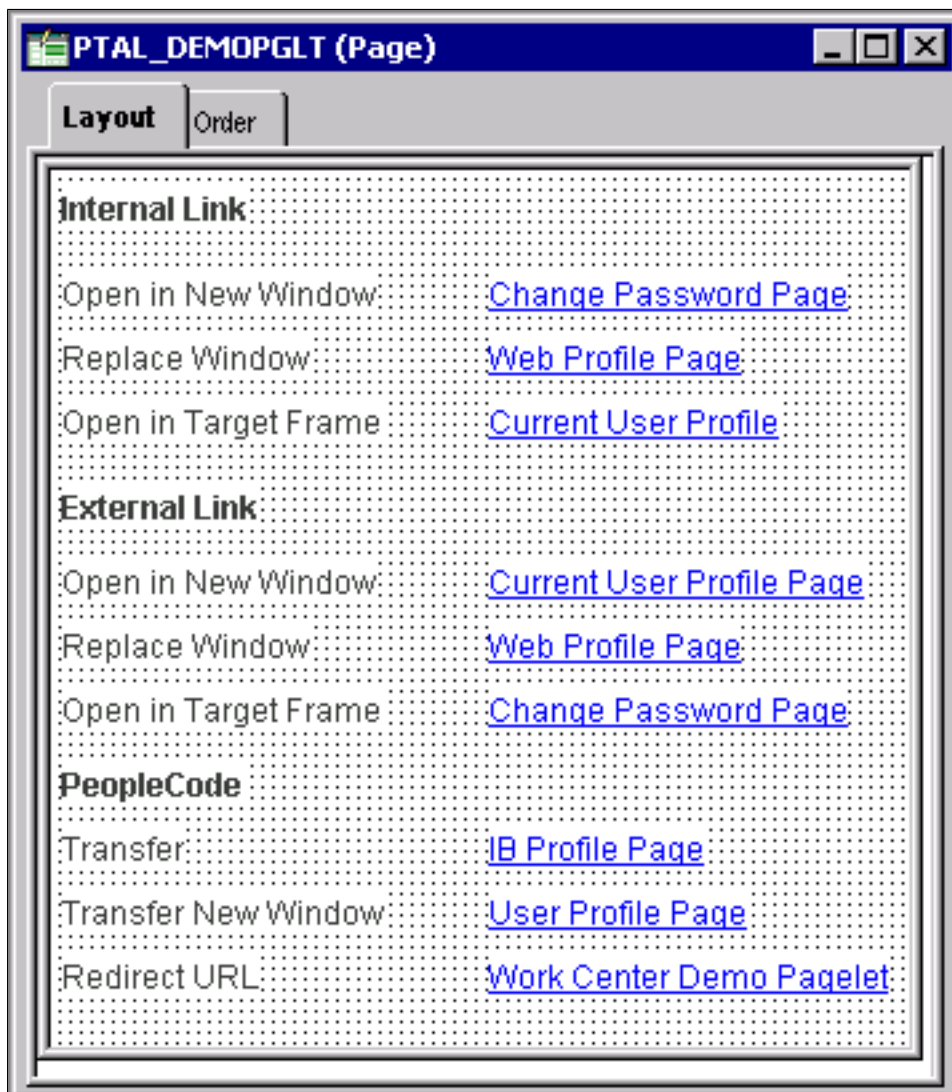 PTAL_DEMOPGLT (Page)
Layout Order
Internal Link
Open in New Window Change Password Page
Replace Window Web Profile Page
Open in Target Frame Current User Profile
External Link
Open in New Window Current User Profile Page
Replace Window Web Profile Page
Open in Target Frame Change Password Page
PeopleCode
Transfer IB Profile Page
Transfer New Window User Profile Page
Redirect URL Work Center Demo Pagelet